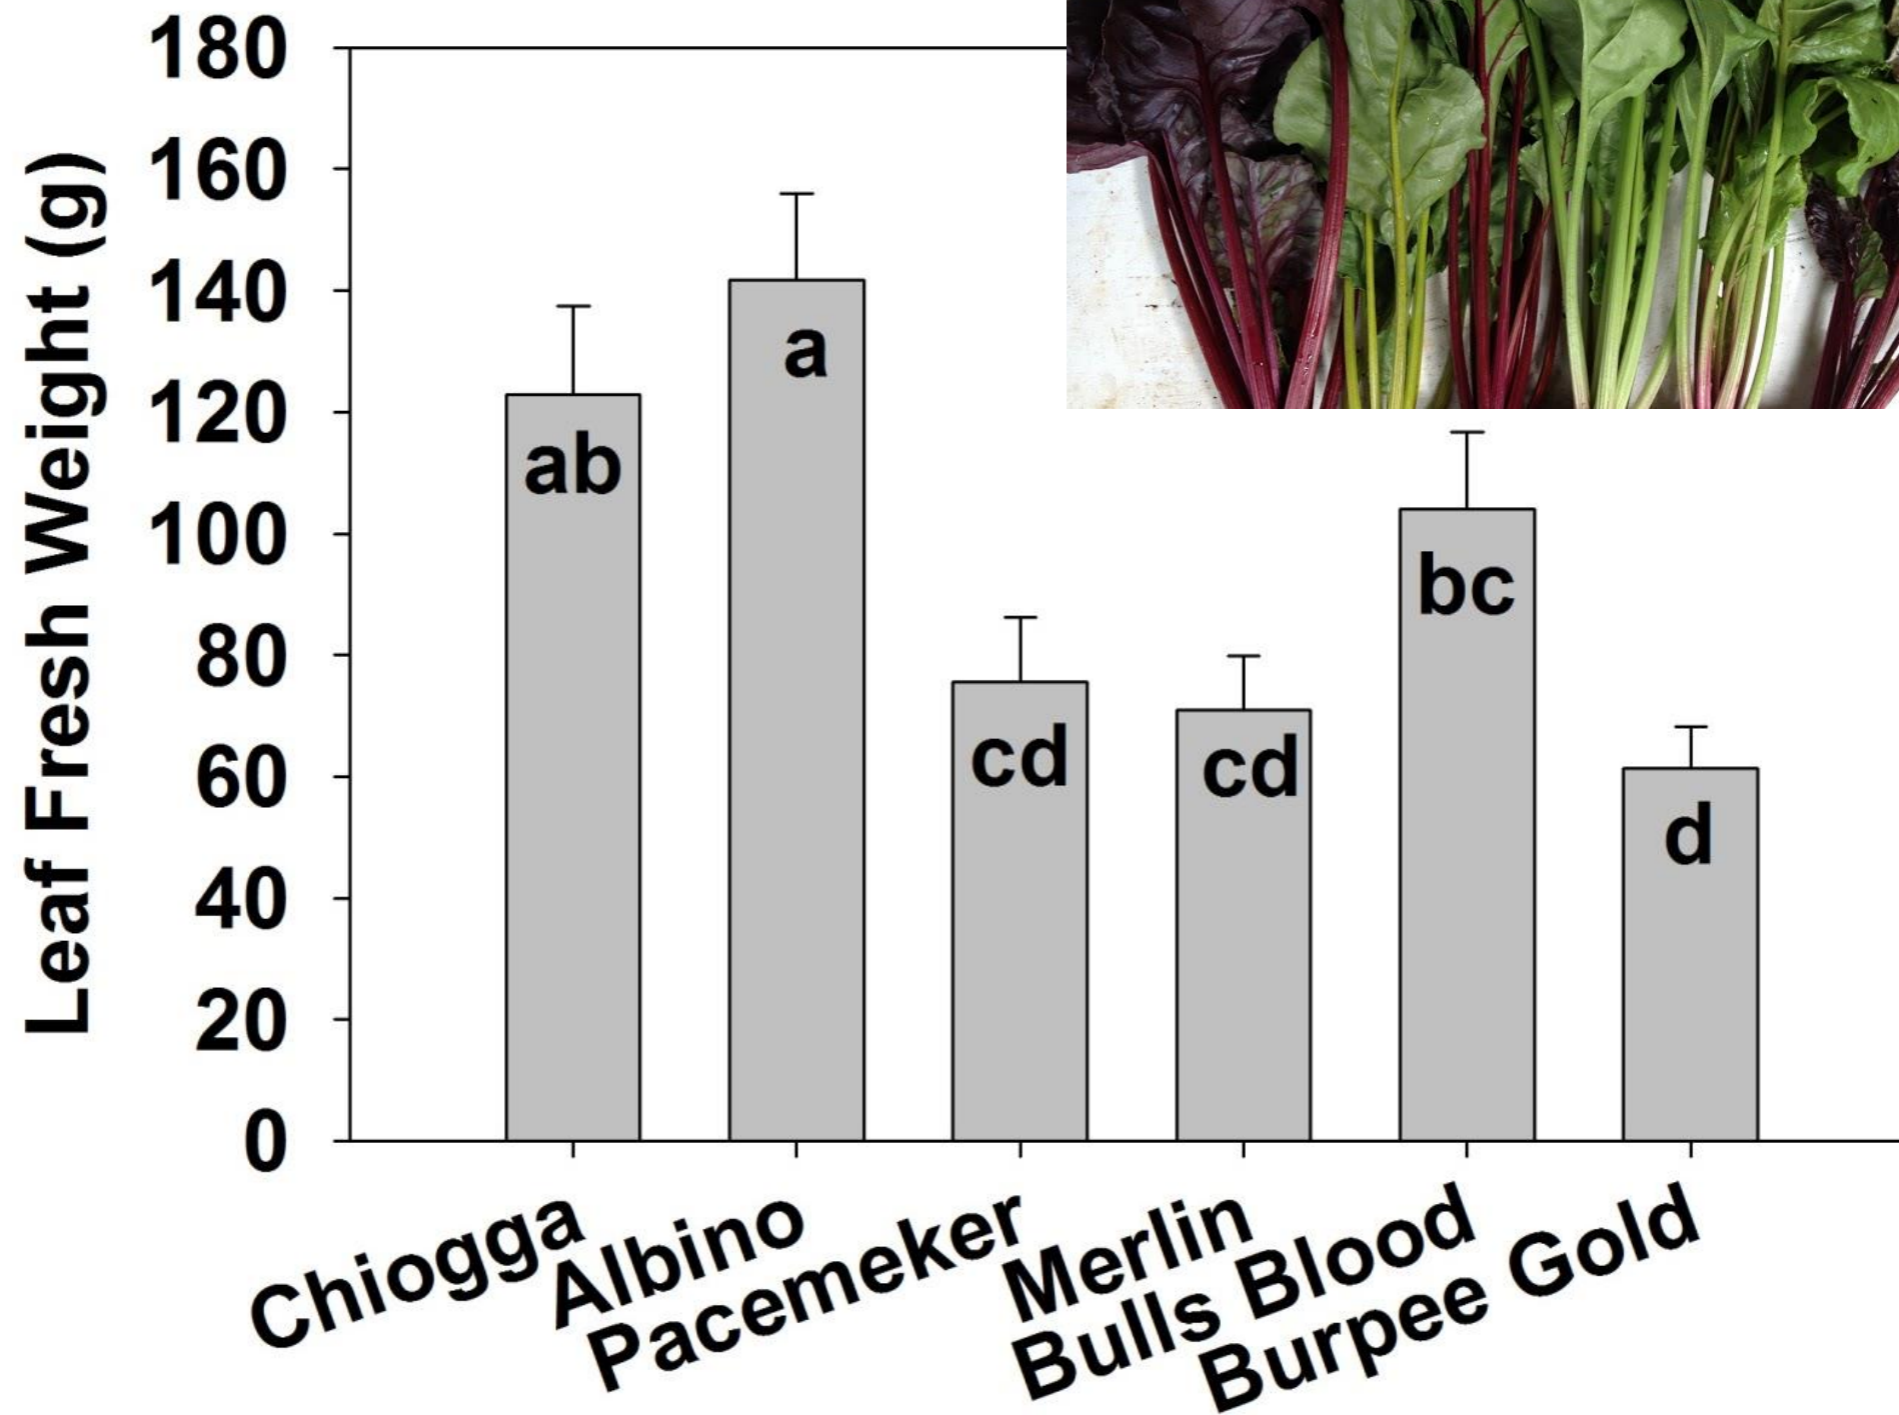 Leaf Fresh Weight (g)
180
160
140
120
100
80
60
40
20
0
ab
a
cd
cd
bc
d
Chiogga
Albino
Pacemeker
Merlin
Bulls Blood
Burpee Gold